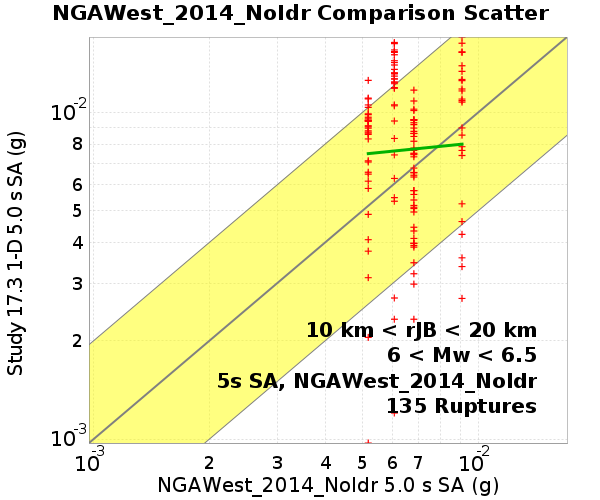 NGAWest_2014_NoIdr Comparison Scatter
Study 17.3 1-D 5.0 s SA (g)
10-2
8
6
5
4
3
2
10-3
10 km < rJB < 20 km
6 < Mw < 6.5
5s SA, NGAWest_2014_NoIdr
135 Ruptures
10-3 2 3 4 5 6 7 10-2
NGAWest_2014_NoIdr 5.0 s SA (g)